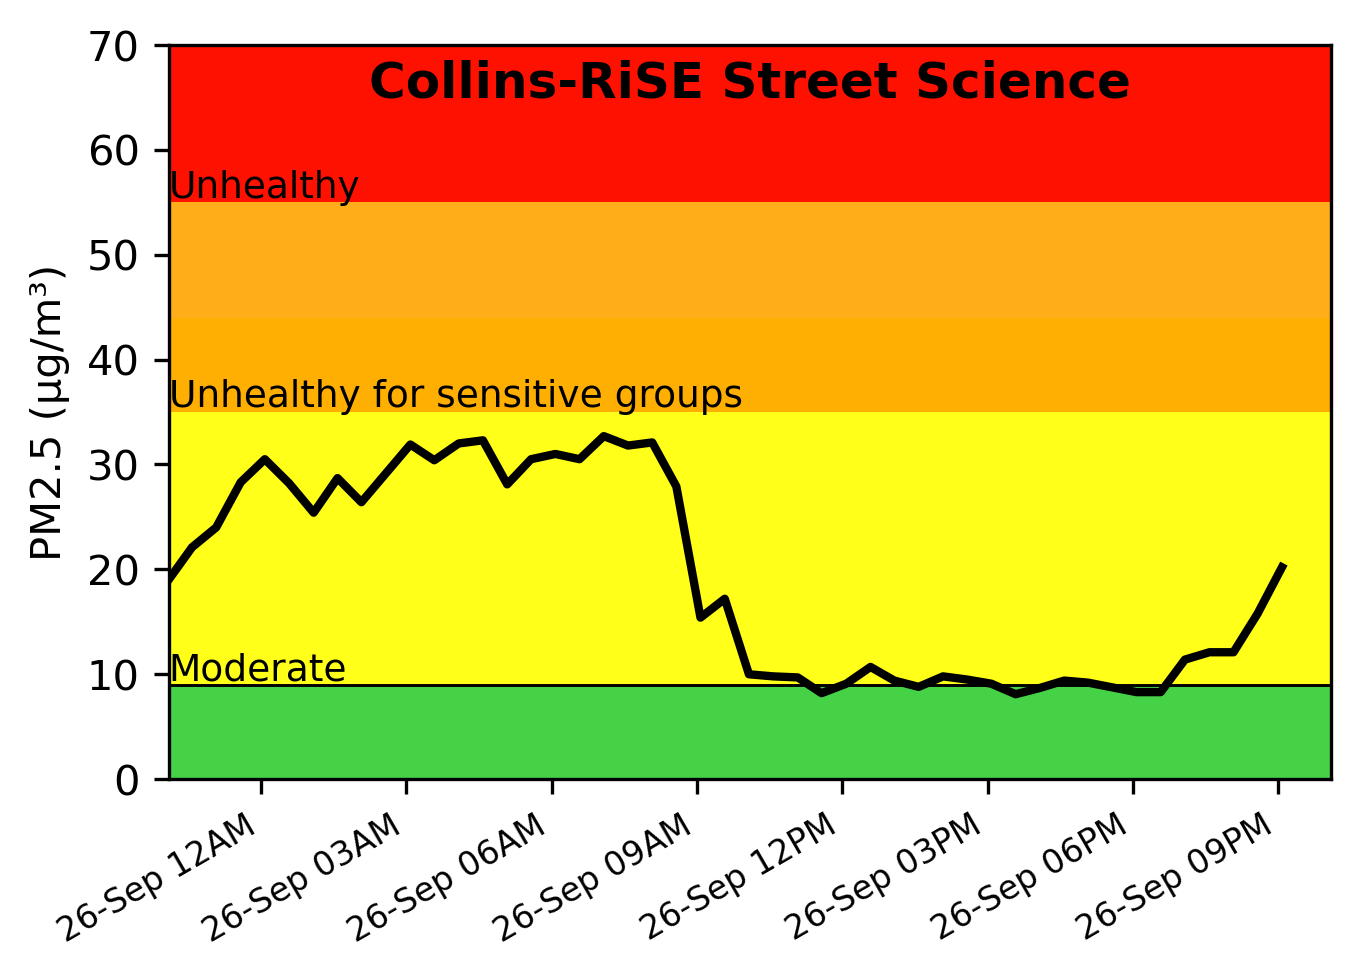 Collins-RiSE Street Science
PM2.5 (µg/m³)
70
60
50
40
30
20
10
0
Unhealthy
Unhealthy for sensitive groups
Moderate
26-Sep 12AM
26-Sep 03AM
26-Sep 06AM
26-Sep 09AM
26-Sep 12PM
26-Sep 03PM
26-Sep 06PM
26-Sep 09PM